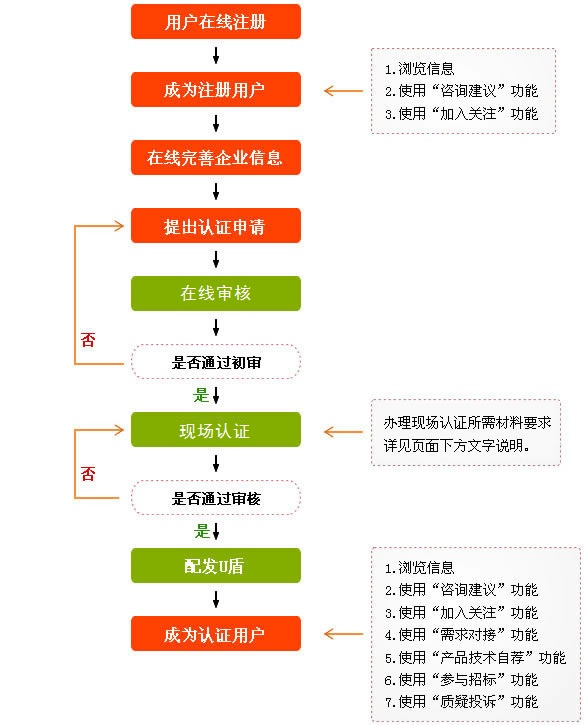 用户在线注册
成为注册用户
1.浏览信息
2.使用“咨询建议”功能
3.使用“加入关注”功能
在线完善企业信息
提出认证申请
在线审核
否
是否通过初审
是
现场认证
办理现场认证所需材料要求
详见页面下方文字说明。
否
是否通过审核
是
配发U盾
成为认证用户
1.浏览信息
2.使用“咨询建议”功能
3.使用“加入关注”功能
4.使用“需求对接”功能
5.使用“产品技术自荐”功能
6.使用“参与招标”功能
7.使用“质疑投诉”功能